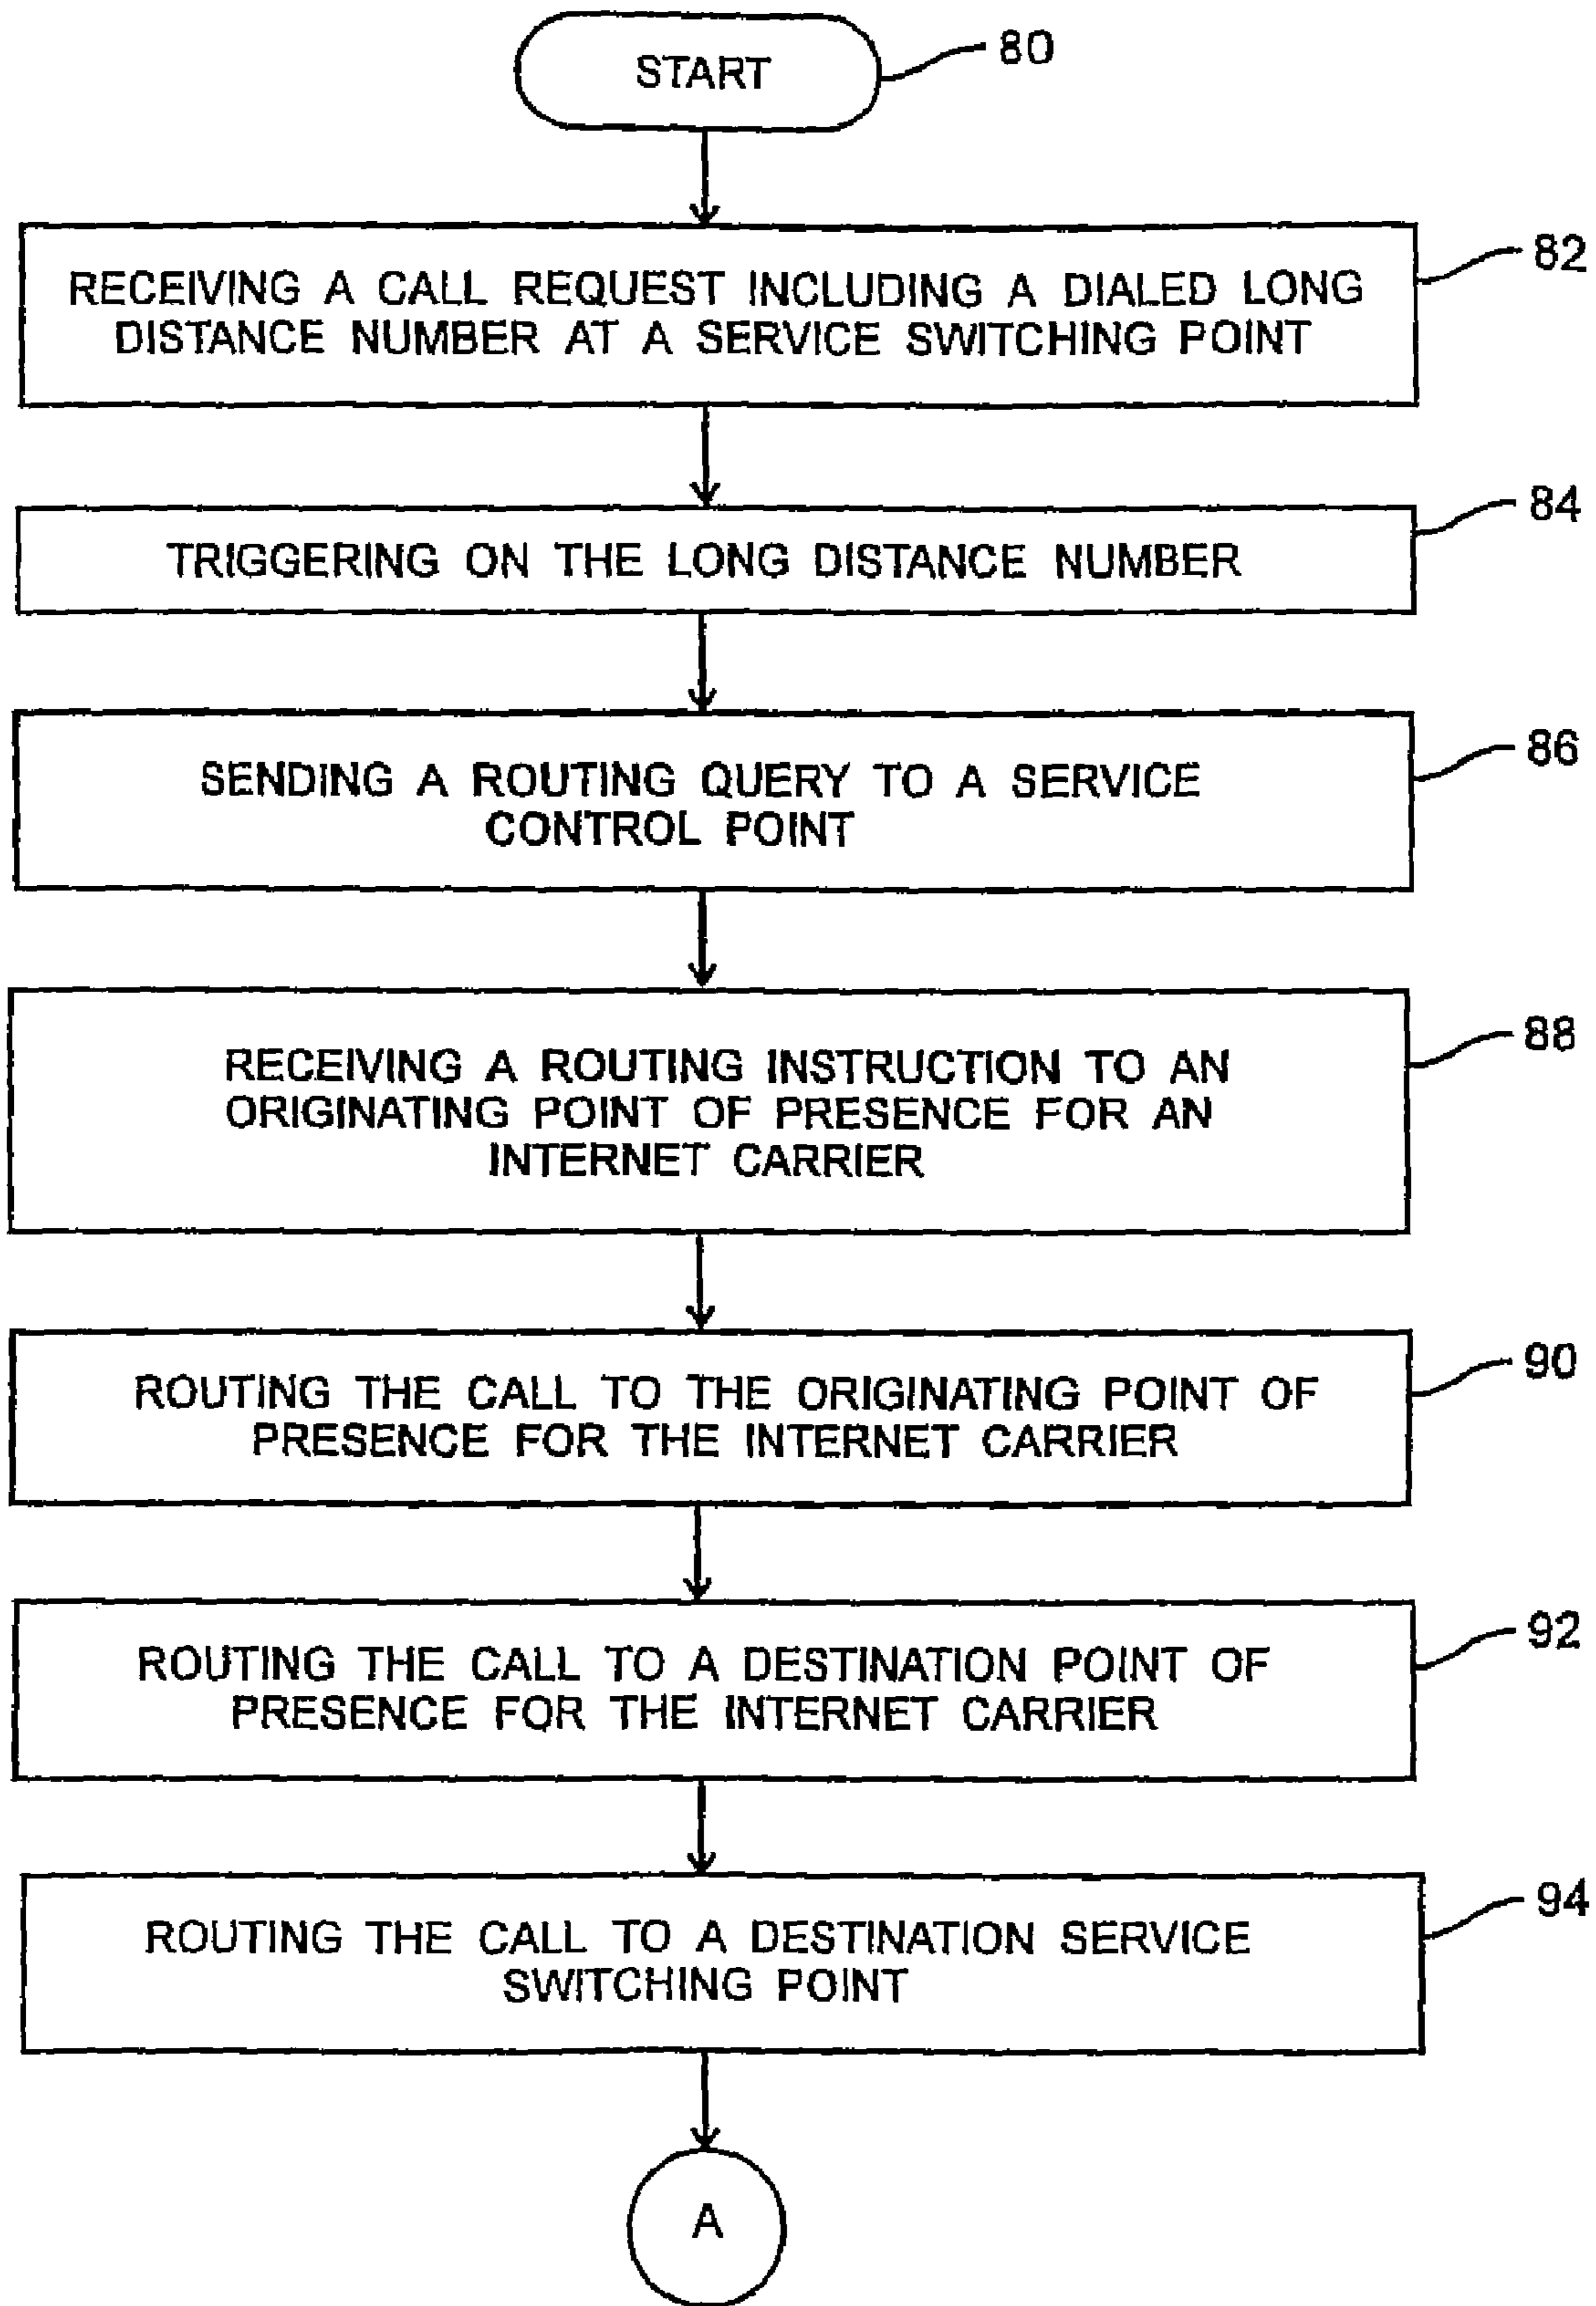 START
80
RECEIVING A CALL REQUEST INCLUDING A DIALED LONG
DISTANCE NUMBER AT A SERVICE SWITCHING POINT
82
TRIGGERING ON THE LONG DISTANCE NUMBER
84
SENDING A ROUTING QUERY TO A SERVICE
CONTROL POINT
86
RECEIVING A ROUTING INSTRUCTION TO AN
ORIGINATING POINT OF PRESENCE FOR AN
INTERNET CARRIER
88
ROUTING THE CALL TO THE ORIGINATING POINT OF
PRESENCE FOR THE INTERNET CARRIER
90
ROUTING THE CALL TO A DESTINATION POINT OF
PRESENCE FOR THE INTERNET CARRIER
92
ROUTING THE CALL TO A DESTINATION SERVICE
SWITCHING POINT
94
A